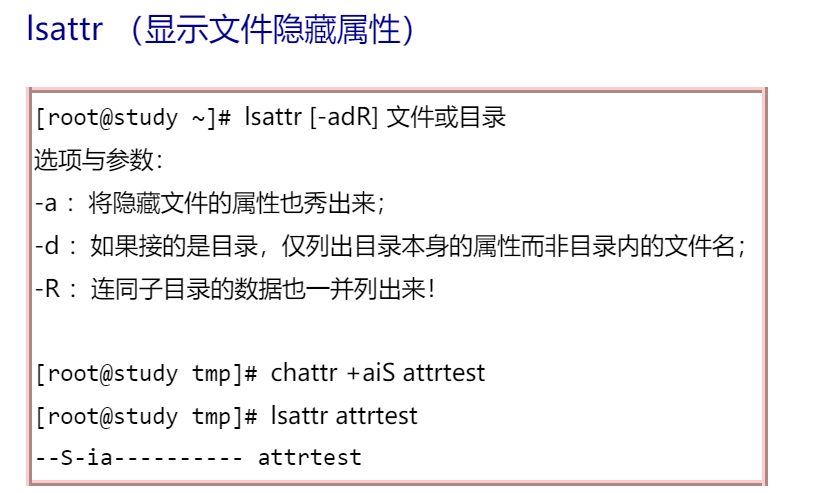 lsattr （显示文件隐藏属性）
[root@study ~]# lsattr [-adR] 文件或目录
选项与参数：
-a ：将隐藏文件的属性也秀出来；
-d ：如果接的是目录，仅列出目录本身的属性而非目录内的文件名；
-R ：连同子目录的数据也一并列出来！
[root@study tmp]# chattr +aiS attrtest
[root@study tmp]# lsattr attrtest
--S-ia---------- attrtest